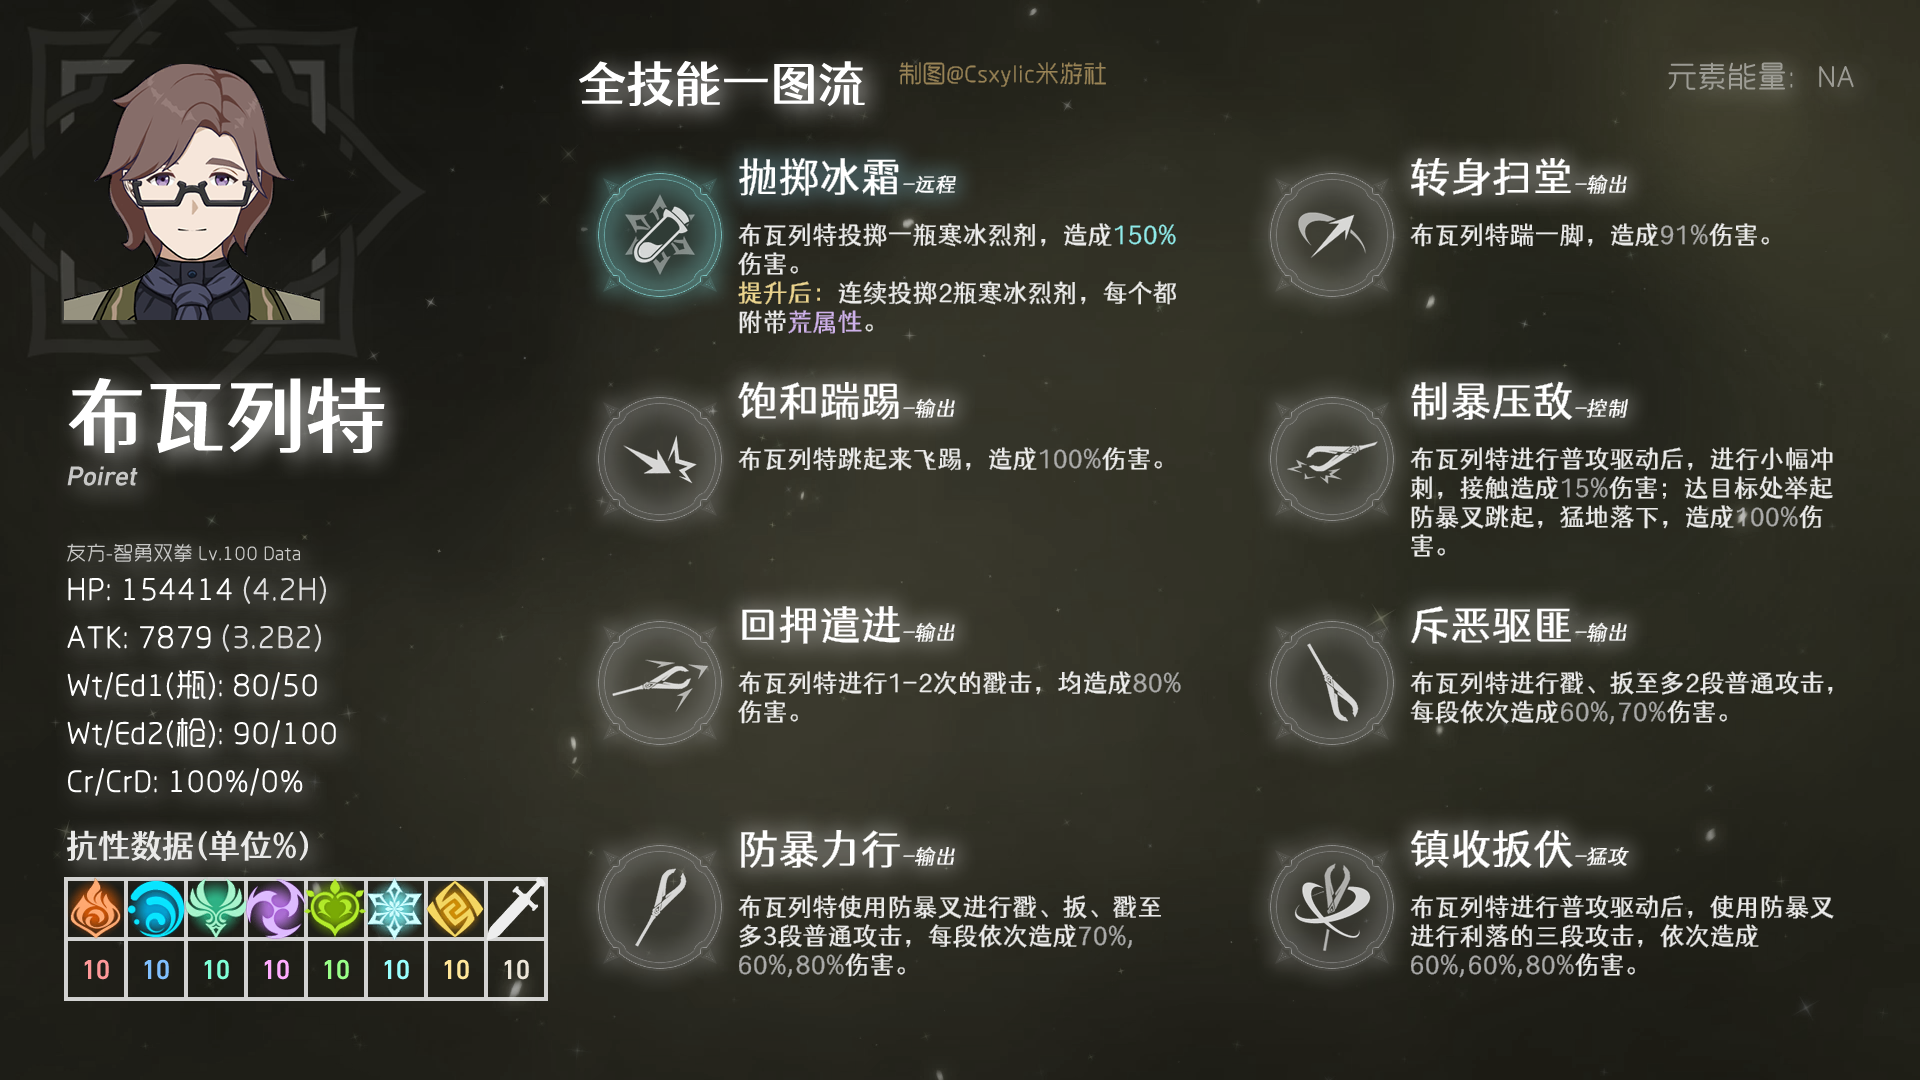 全技能一图流
制图@Csxylic米游社
元素能量: NA
布瓦列特
Poiret
友方-智勇双拳 Lv.100 Data
HP: 154414 (4.2H)
ATK: 7879 (3.2B2)
Wt/Ed1(瓶): 80/50
Wt/Ed2(枪): 90/100
Cr/CrD: 100%/0%
抗性数据(单位%)
10 10 10 10 10 10 10 10
抛掷冰霜-远程
布瓦列特投掷一瓶寒冰烈剂，造成150%
伤害。
提升后：连续投掷2瓶寒冰烈剂，每个都
附带荒属性。
转身扫堂-输出
布瓦列特踹一脚，造成91%伤害。
饱和踹踢-输出
布瓦列特跳起来飞踢，造成100%伤害。
制暴压敌-控制
布瓦列特进行普攻驱动后，进行小幅冲
刺，接触造成15%伤害；达目标处举起
防暴叉跳起，猛地落下，造成100%伤
害。
回押遣进-输出
布瓦列特进行1-2次的戳击，均造成80%
伤害。
斥恶驱匪-输出
布瓦列特进行戳、扳至多2段普通攻击，
每段依次造成60%,70%伤害。
防暴力行-输出
布瓦列特使用防暴叉进行戳、扳、戳至
多3段普通攻击，每段依次造成70%,
60%,80%伤害。
镇收扳伏-猛攻
布瓦列特进行普攻驱动后，使用防暴叉
进行利落的三段攻击，依次造成
60%,60%,80%伤害。